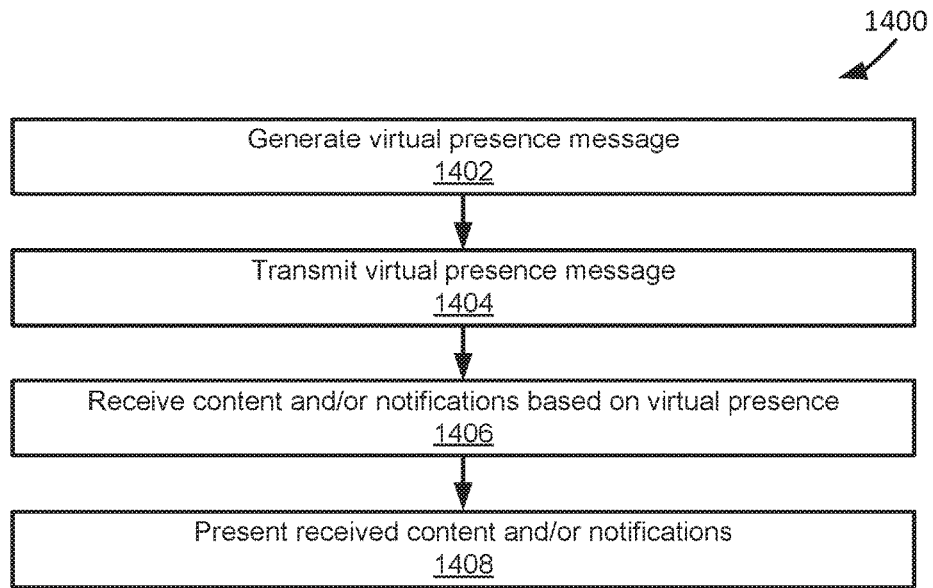 1400
Generate virtual presence message
1402
Transmit virtual presence message
1404
Receive content and/or notifications based on virtual presence
1406
Present received content and/or notifications
1408